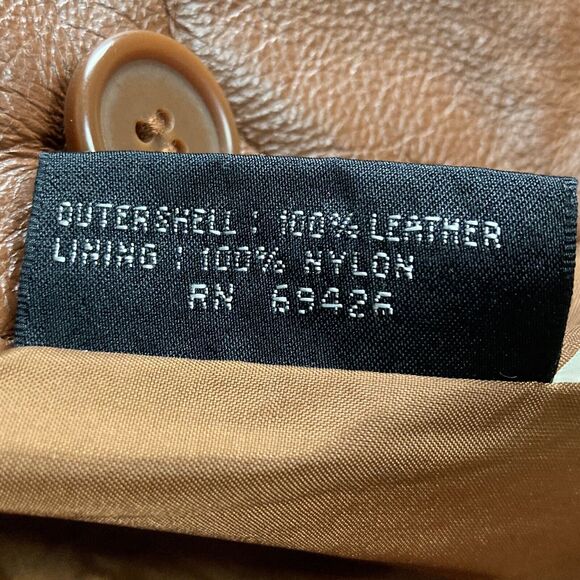 OUTERSHELL : 100% LEATHER
LINING : 100% NYLON
RN 69426